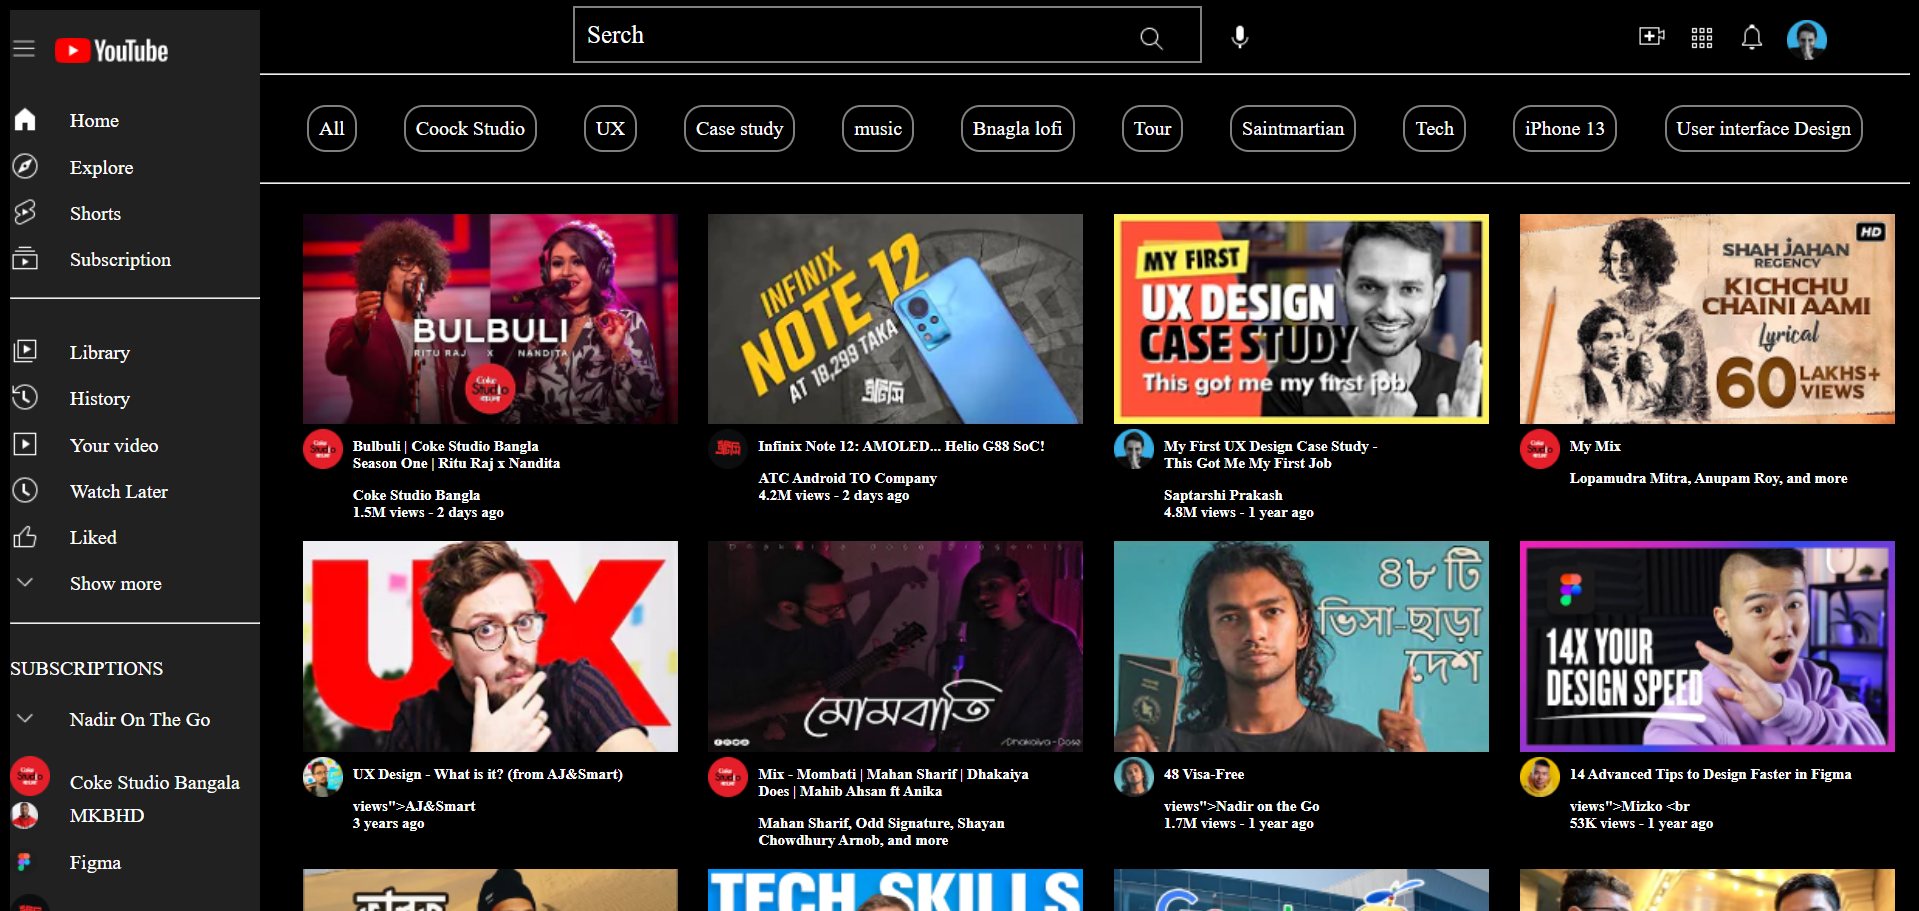 YouTube
Serch
Home
Explore
Shorts
Subscription
Library
History
Your video
Watch Later
Liked
Show more
SUBSCRIPTIONS
Nadir On The Go
Coke Studio Bangala
MKBHD
Figma
All
Coock Studio
UX
Case study
music
Bnagla lofi
Tour
Saintmartian
Tech
iPhone 13
User interface Design
BULBULI
RITU RAJ X NANDITA
Coke
Studio
বাংলা
Bulbuli | Coke Studio Bangla
Season One | Ritu Raj x Nandita
Coke Studio Bangla
1.5M views - 2 days ago
INFINIX
NOTE 12
AT 18,299 TAKA
এটিসি
Infinix Note 12: AMOLED... Helio G88 SoC!
ATC Android TO Company
4.2M views - 2 days ago
MY FIRST
UX DESIGN
CASE STUDY
This got me my first job.
My First UX Design Case Study -
This Got Me My First Job
Saptarshi Prakash
4.8M views - 1 year ago
HD
SHAH JAHAN
REGENCY
KICHCHU
CHAINI AAMI
Lyrical
60 LAKHS+
VIEWS
My Mix
Lopamudra Mitra, Anupam Roy, and more
UX
UX Design - What is it? (from AJ&Smart)
views">AJ&Smart
3 years ago
Dhakaiya Dose Presents
মোমবাতি
/Dhakaiya-Dose
Mix - Mombati | Mahan Sharif | Dhakaiya
Does | Mahib Ahsan ft Anika
Mahan Sharif, Odd Signature, Shayan
Chowdhury Arnob, and more
৪৮ টি
ভিসা-ছাড়া
দেশ
48 Visa-Free
views">Nadir on the Go
1.7M views - 1 year ago
14X YOUR
DESIGN SPEED
14 Advanced Tips to Design Faster in Figma
views">Mizko <br
53K views - 1 year ago
TECH SKILLS